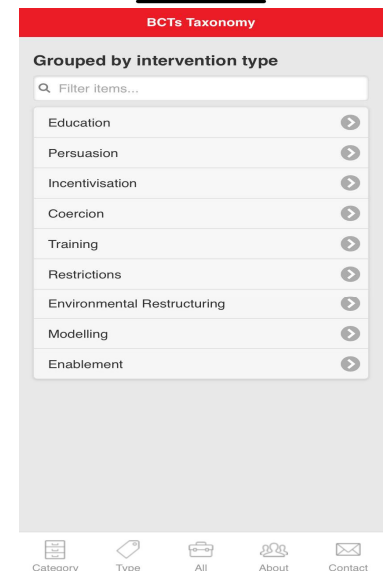 BCTs Taxonomy
Grouped by intervention type
Filter items...
Education
Persuasion
Incentivisation
Coercion
Training
Restrictions
Environmental Restructuring
Modelling
Enablement
Category Type All About Contact